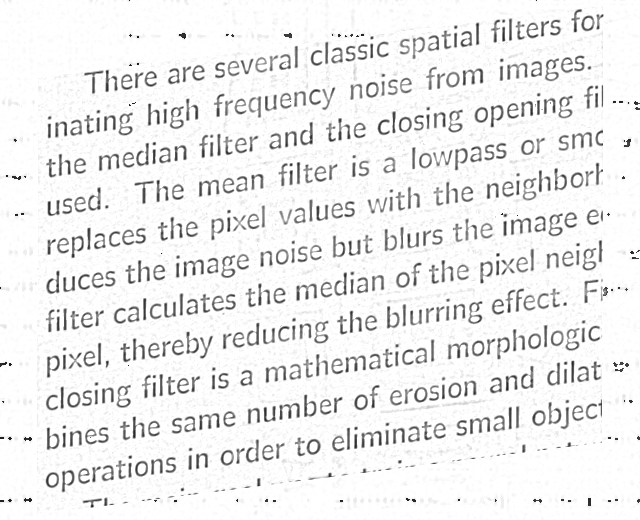 There are several classic spatial filters for
inating high frequency noise from images.
the median filter and the closing opening fil
used. The mean filter is a lowpass or smo
replaces the pixel values with the neighborh
duces the image noise but blurs the image e
filter calculates the median of the pixel neigh
pixel, thereby reducing the blurring effect. Fi
closing filter is a mathematical morphologic
bines the same number of erosion and dilat
operations in order to eliminate small object